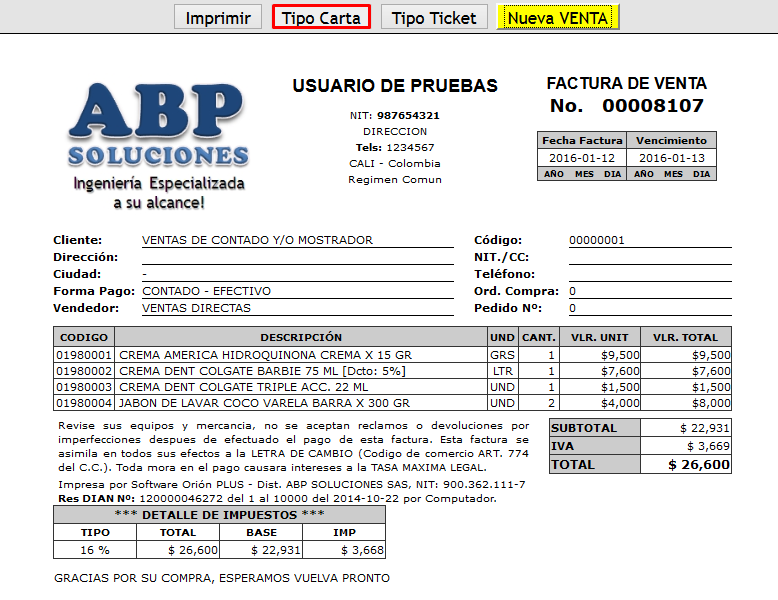 Imprimir Tipo Carta Tipo Ticket Nueva VENTA
ABP
SOLUCIONES
Ingeniería Especializada
a su alcance!
USUARIO DE PRUEBAS
NIT: 987654321
DIRECCION
Tels: 1234567
CALI - Colombia
Regimen Comun
FACTURA DE VENTA
No. 00008107
Fecha Factura Vencimiento
2016-01-12 2016-01-13
AÑO MES DIA AÑO MES DIA
Cliente: VENTAS DE CONTADO Y/O MOSTRADOR Código: 00000001
Dirección: NIT./CC:
Ciudad: - Teléfono:
Forma Pago: CONTADO - EFECTIVO Ord. Compra: 0
Vendedor: VENTAS DIRECTAS Pedido Nº: 0
CODIGO DESCRIPCIÓN UND CANT. VLR. UNIT VLR. TOTAL
01980001 CREMA AMERICA HIDROQUINONA CREMA X 15 GR GRS 1 $9,500 $9,500
01980002 CREMA DENT COLGATE BARBIE 75 ML [Dcto: 5%] LTR 1 $7,600 $7,600
01980003 CREMA DENT COLGATE TRIPLE ACC. 22 ML UND 1 $1,500 $1,500
01980004 JABON DE LAVAR COCO VARELA BARRA X 300 GR UND 2 $4,000 $8,000
Revise sus equipos y mercancia, no se aceptan reclamos o devoluciones por
imperfecciones despues de efectuado el pago de esta factura. Esta factura se
asimila en todos sus efectos a la LETRA DE CAMBIO (Codigo de comercio ART. 774
del C.C.). Toda mora en el pago causara intereses a la TASA MAXIMA LEGAL.
Impresa por Software Orión PLUS - Dist. ABP SOLUCIONES SAS, NIT: 900.362.111-7
Res DIAN Nº: 120000046272 del 1 al 10000 del 2014-10-22 por Computador.
SUBTOTAL $ 22,931
IVA $ 3,669
TOTAL $ 26,600
*** DETALLE DE IMPUESTOS ***
TIPO TOTAL BASE IMP
16 % $ 26,600 $ 22,931 $ 3,668
GRACIAS POR SU COMPRA, ESPERAMOS VUELVA PRONTO